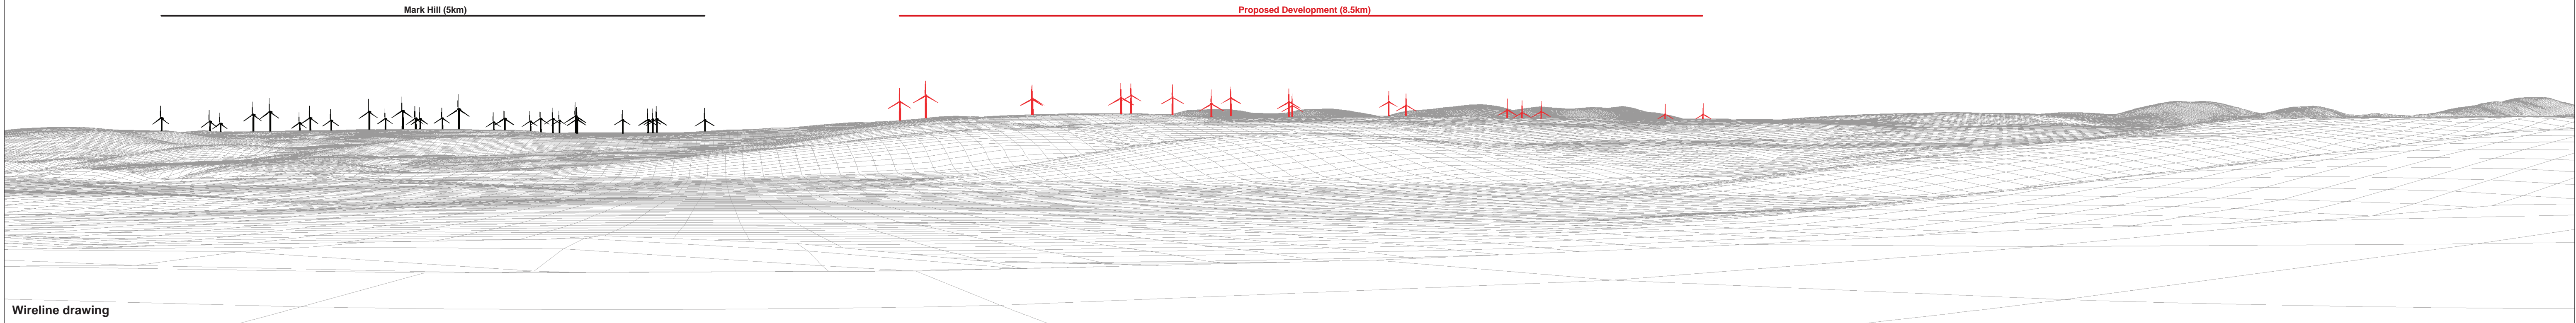 Mark Hill (5km)
Proposed Development (8.5km)
Wireline drawing